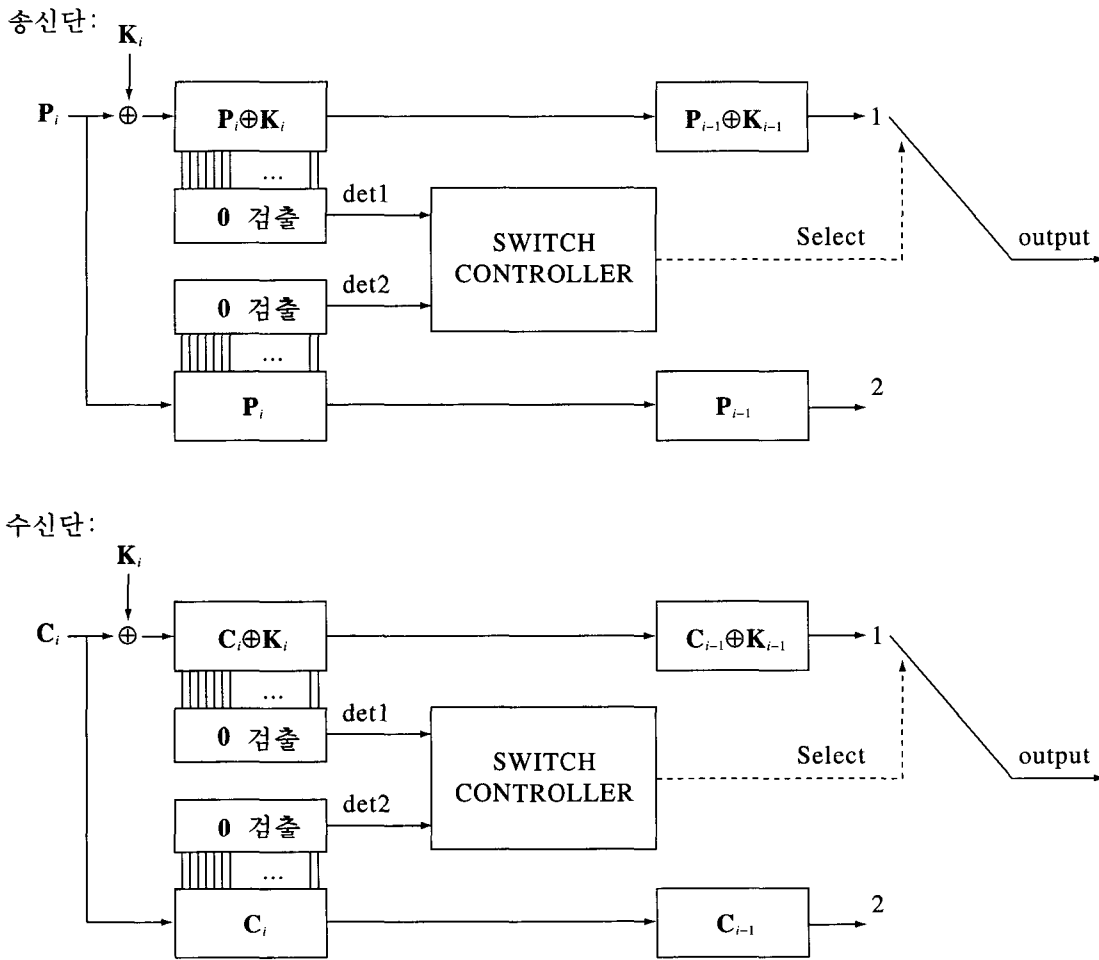 송신단:
K_i
P_i ⊕ P_i⊕K_i P_{i-1}⊕K_{i-1} 1
...
0 검출 det1
SWITCH CONTROLLER
Select output
0 검출 det2
...
P_i P_{i-1} 2
수신단:
K_i
C_i ⊕ C_i⊕K_i C_{i-1}⊕K_{i-1} 1
...
0 검출 det1
SWITCH CONTROLLER
Select output
0 검출 det2
...
C_i C_{i-1} 2